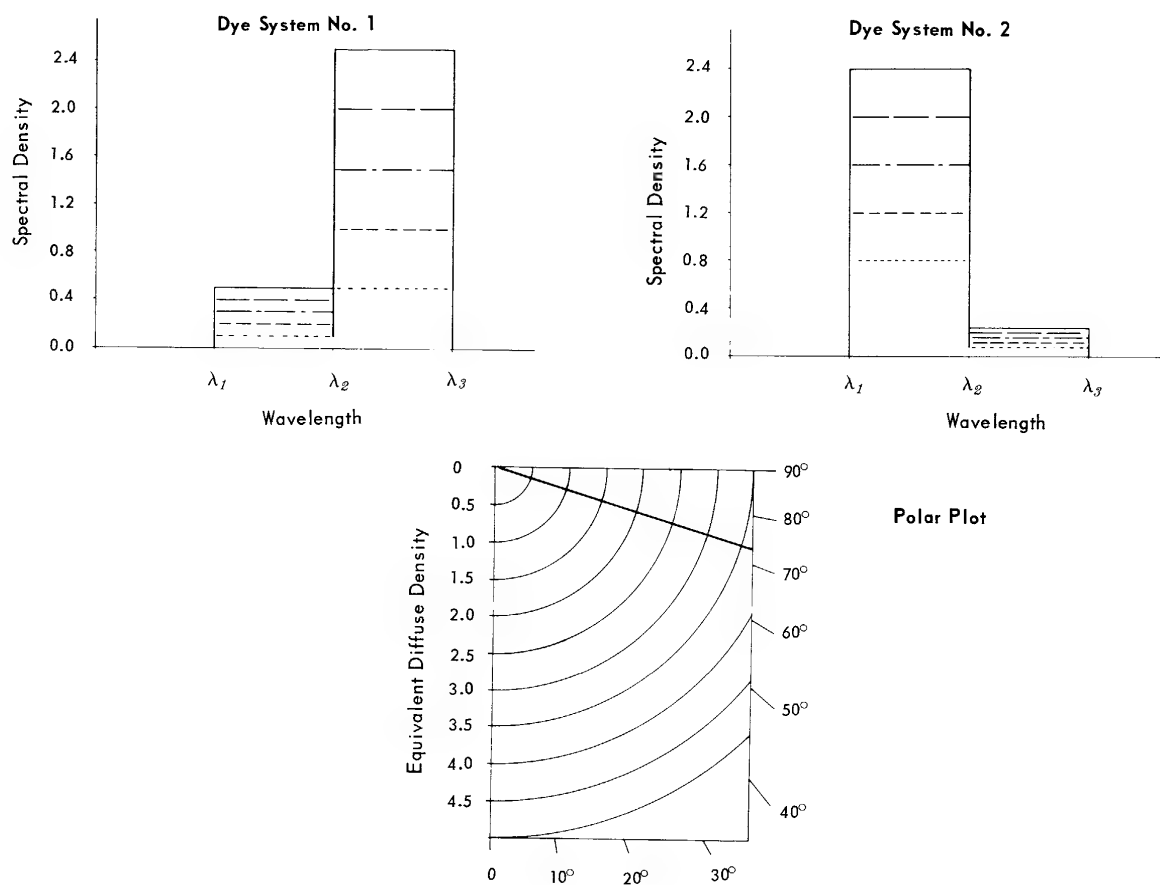 Dye System No. 1
Spectral Density
2.4
2.0
1.6
1.2
0.8
0.4
0.0
λ1 λ2 λ3
Wavelength
Dye System No. 2
Spectral Density
2.4
2.0
1.6
1.2
0.8
0.4
0.0
λ1 λ2 λ3
Wavelength
Polar Plot
Equivalent Diffuse Density
0
0.5
1.0
1.5
2.0
2.5
3.0
3.5
4.0
4.5
90°
80°
70°
60°
50°
40°
0 10° 20° 30°